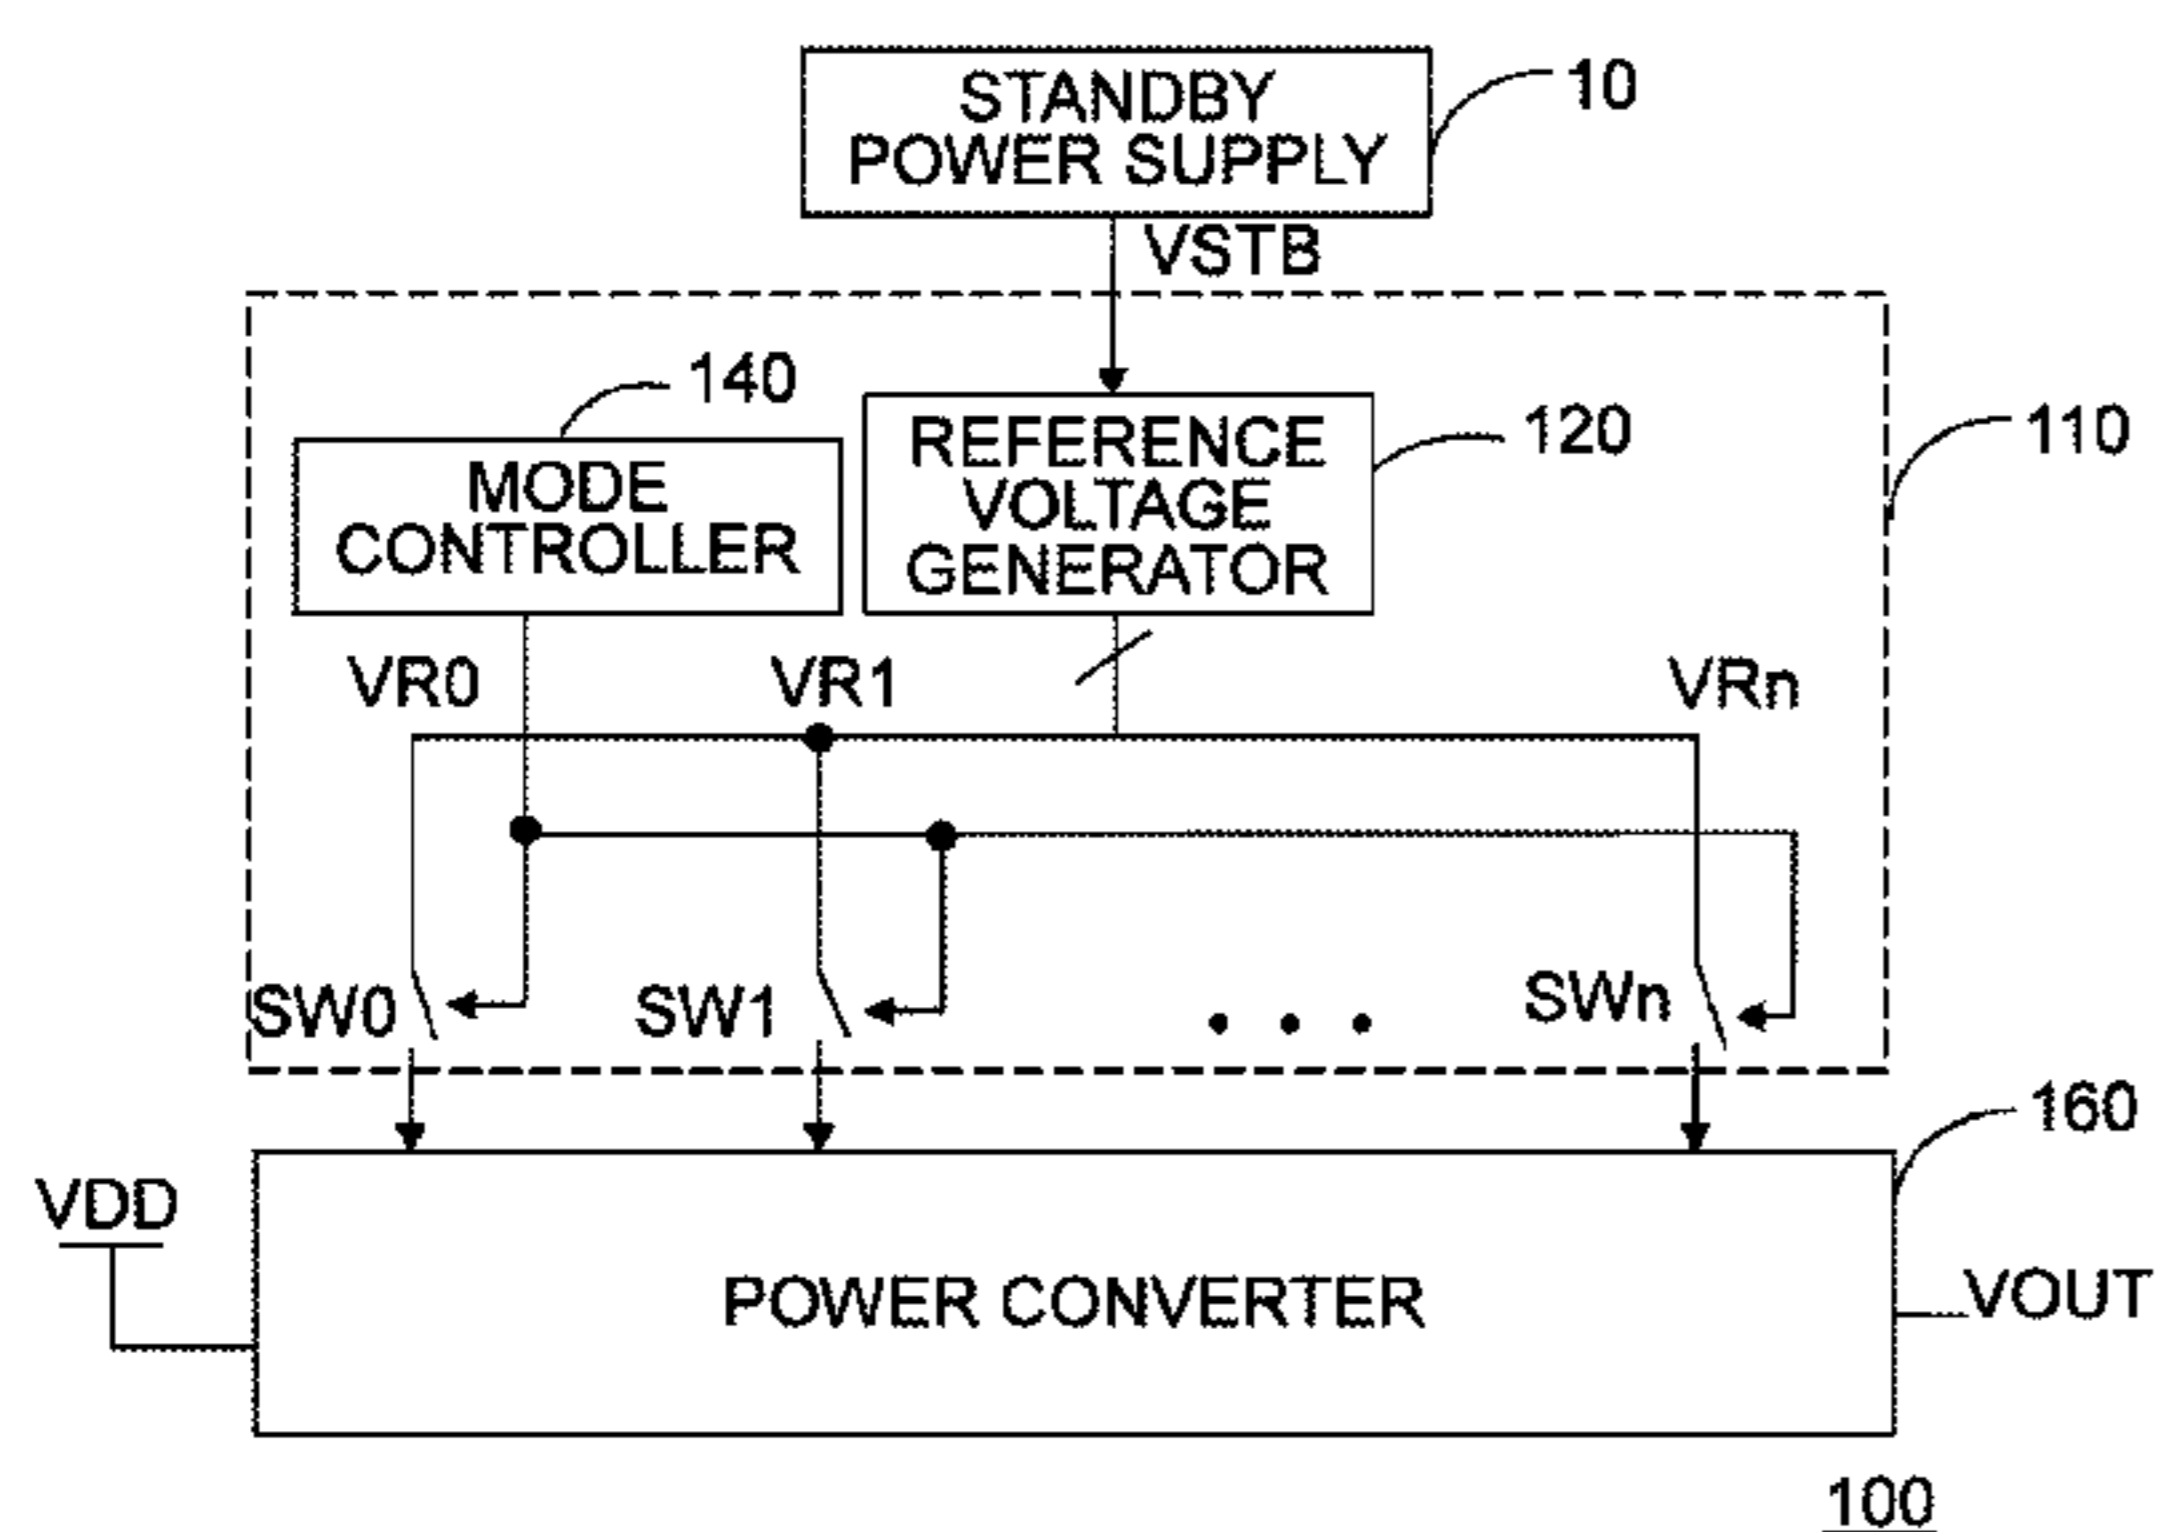 STANDBY
POWER SUPPLY
10
VSTB
140
MODE
CONTROLLER
REFERENCE
VOLTAGE
GENERATOR
120
110
VR0
VR1
VRn
SW0
SW1
SWn
160
VDD
POWER CONVERTER
VOUT
100